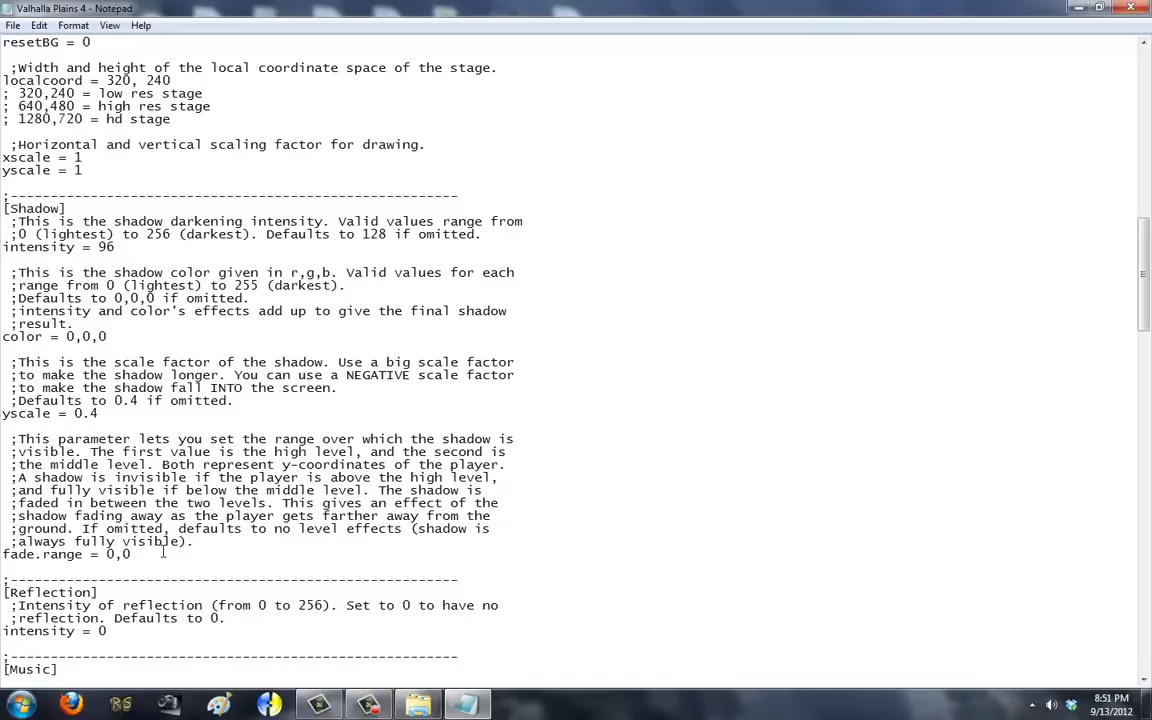 Valhalla Plains 4 - Notepad
File Edit Format View Help
resetBG = 0
;Width and height of the local coordinate space of the stage.
localcoord = 320, 240
; 320,240 = low res stage
; 640,480 = high res stage
; 1280,720 = hd stage
;Horizontal and vertical scaling factor for drawing.
xscale = 1
yscale = 1
;--------------------------------------------------------
[Shadow]
;This is the shadow darkening intensity. Valid values range from
;0 (lightest) to 256 (darkest). Defaults to 128 if omitted.
intensity = 96
;This is the shadow color given in r,g,b. Valid values for each
;range from 0 (lightest) to 255 (darkest).
;Defaults to 0,0,0 if omitted.
;intensity and color's effects add up to give the final shadow
;result.
color = 0,0,0
;This is the scale factor of the shadow. Use a big scale factor
;to make the shadow longer. You can use a NEGATIVE scale factor
;to make the shadow fall INTO the screen.
;Defaults to 0.4 if omitted.
yscale = 0.4
;This parameter lets you set the range over which the shadow is
;visible. The first value is the high level, and the second is
;the middle level. Both represent y-coordinates of the player.
;A shadow is invisible if the player is above the high level,
;and fully visible if below the middle level. The shadow is
;faded in between the two levels. This gives an effect of the
;shadow fading away as the player gets farther away from the
;ground. If omitted, defaults to no level effects (shadow is
;always fully visible).
fade.range = 0,0
;--------------------------------------------------------
[Reflection]
;Intensity of reflection (from 0 to 256). Set to 0 to have no
;reflection. Defaults to 0.
intensity = 0
;--------------------------------------------------------
[Music]
RS
8:51 PM
9/13/2012